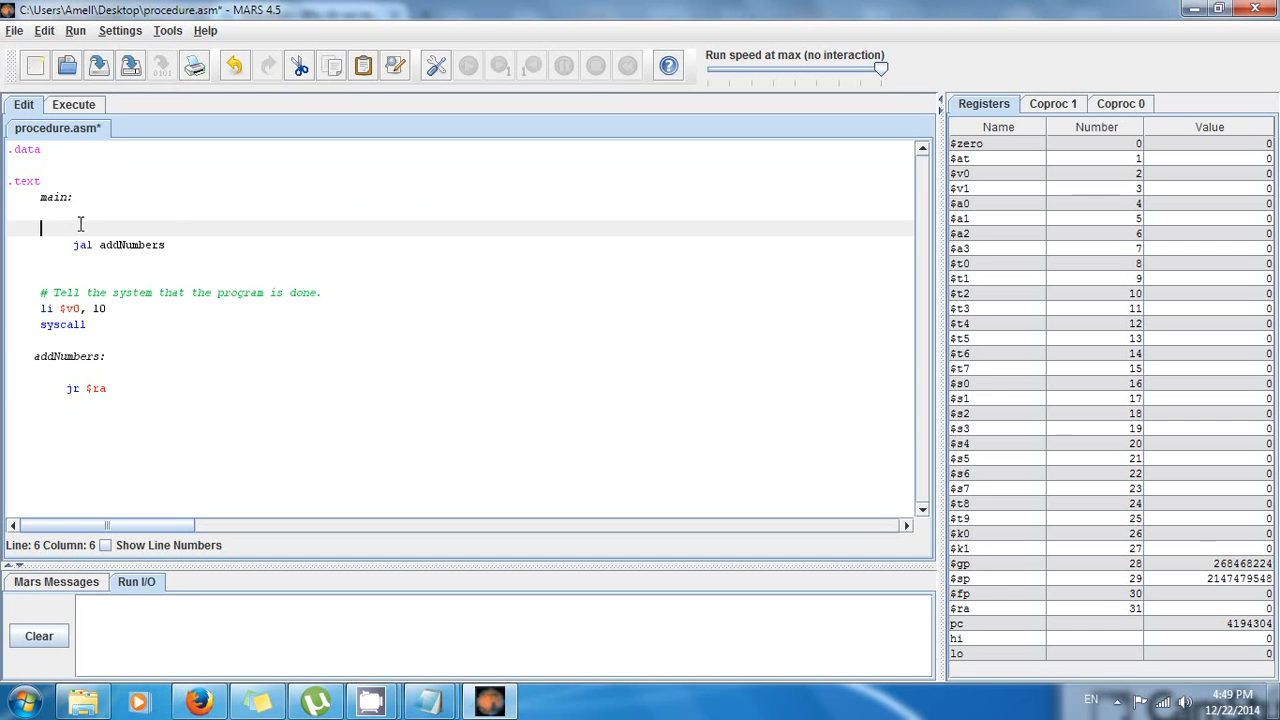 C:\Users\Amell\Desktop\procedure.asm* - MARS 4.5
File Edit Run Settings Tools Help
Run speed at max (no interaction)
Edit Execute
procedure.asm*
.data
.text
main:
jal addNumbers
# Tell the system that the program is done.
li $v0, 10
syscall
addNumbers:
jr $ra
Line: 6 Column: 6 Show Line Numbers
Mars Messages Run I/O
Clear
Registers Coproc 1 Coproc 0
Name Number Value
$zero 0 0
$at 1 0
$v0 2 0
$v1 3 0
$a0 4 0
$a1 5 0
$a2 6 0
$a3 7 0
$t0 8 0
$t1 9 0
$t2 10 0
$t3 11 0
$t4 12 0
$t5 13 0
$t6 14 0
$t7 15 0
$s0 16 0
$s1 17 0
$s2 18 0
$s3 19 0
$s4 20 0
$s5 21 0
$s6 22 0
$s7 23 0
$t8 24 0
$t9 25 0
$k0 26 0
$k1 27 0
$gp 28 268468224
$sp 29 2147479548
$fp 30 0
$ra 31 0
pc 4194304
hi 0
lo 0
EN
4:49 PM
12/22/2014